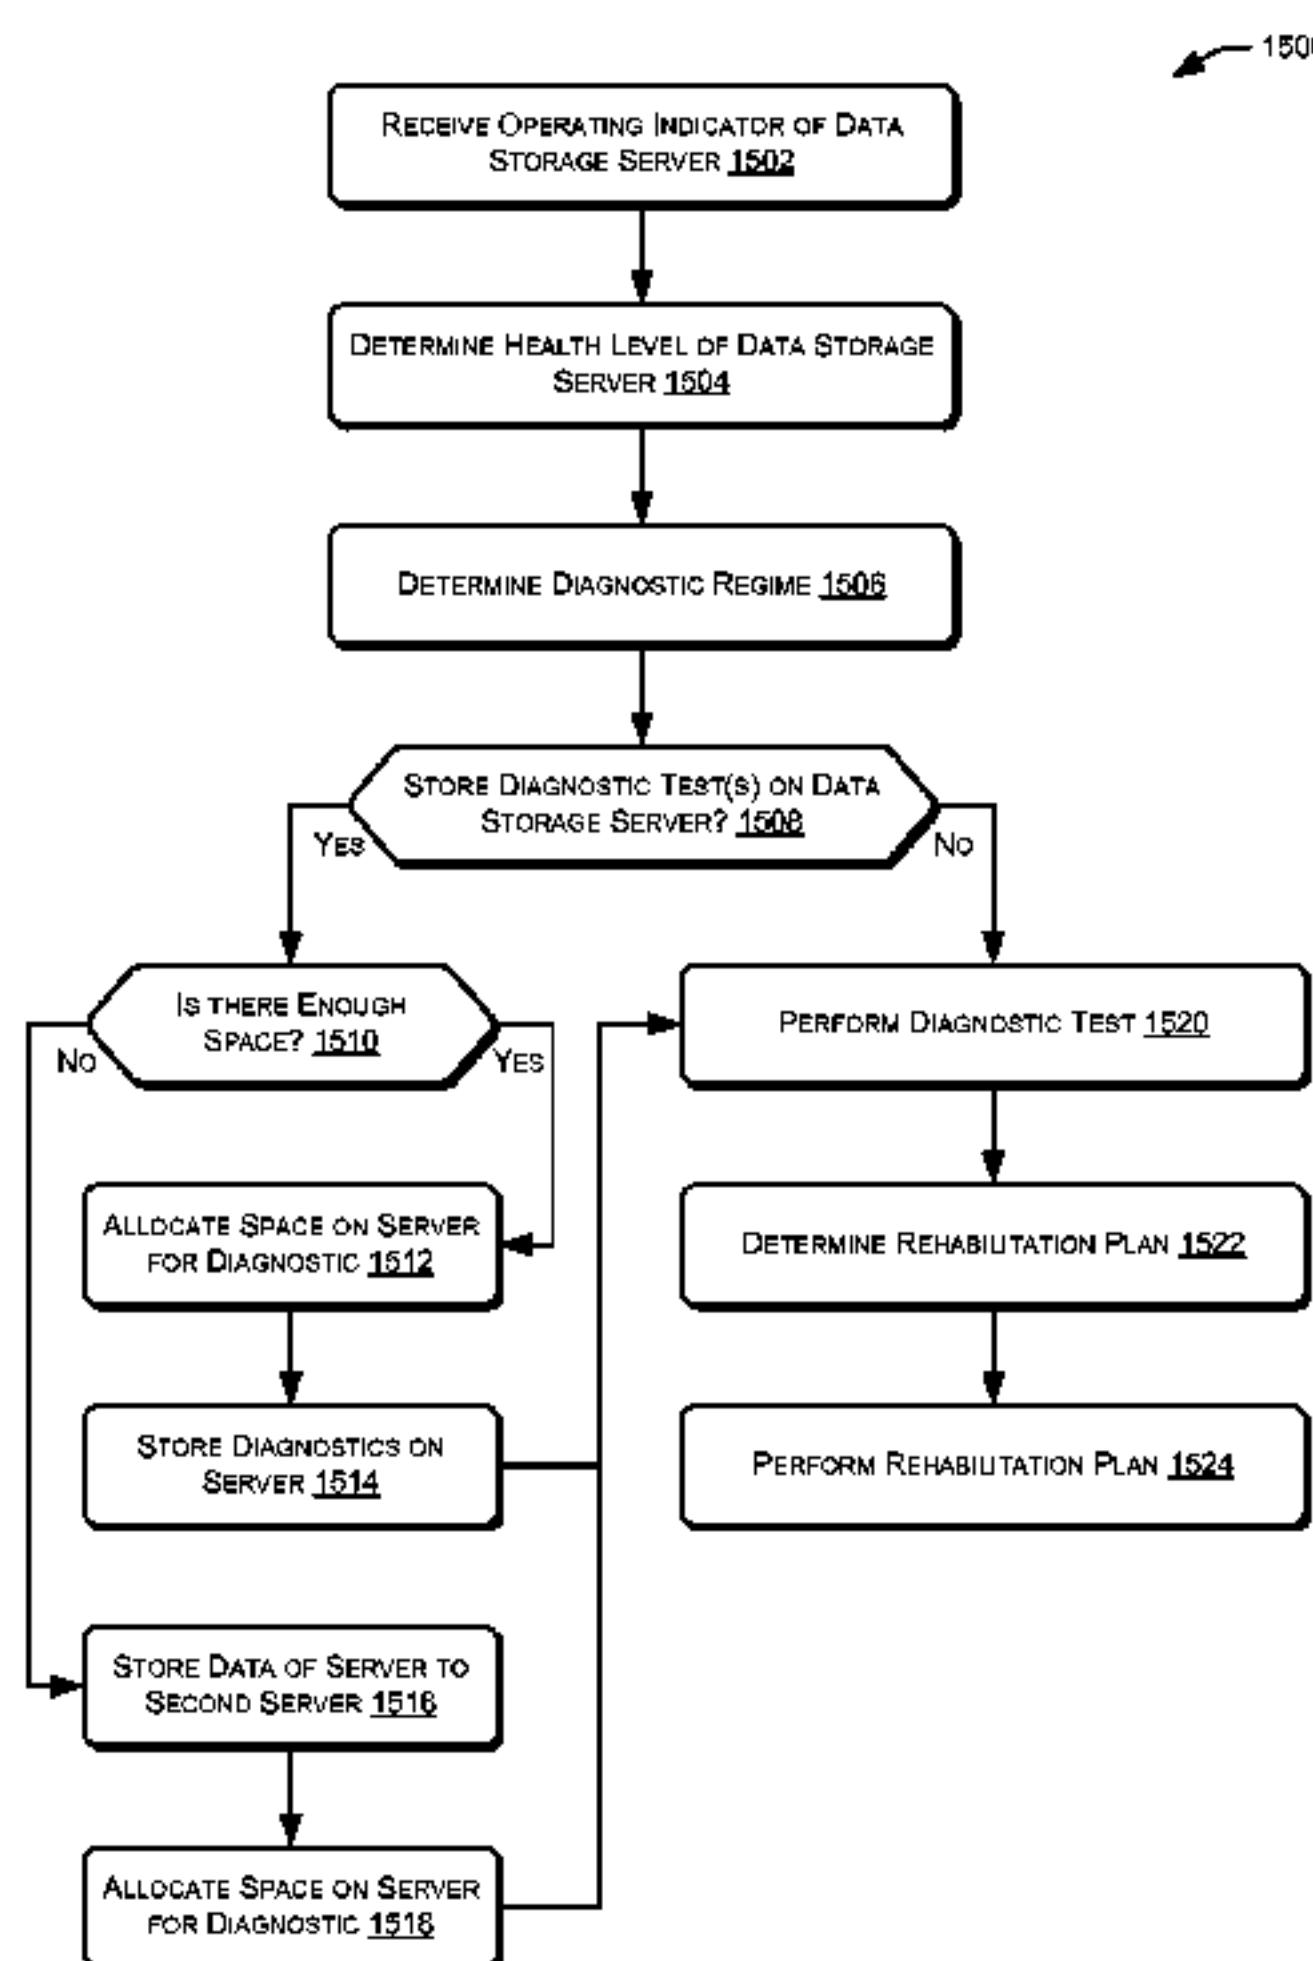 150
RECEIVE OPERATING INDICATOR OF DATA
STORAGE SERVER 1502
DETERMINE HEALTH LEVEL OF DATA STORAGE
SERVER 1504
DETERMINE DIAGNOSTIC REGIME 1506
STORE DIAGNOSTIC TEST(S) ON DATA
STORAGE SERVER? 1508
YES
NO
IS THERE ENOUGH
SPACE? 1510
NO
YES
PERFORM DIAGNOSTIC TEST 1520
ALLOCATE SPACE ON SERVER
FOR DIAGNOSTIC 1512
DETERMINE REHABILITATION PLAN 1522
STORE DIAGNOSTICS ON
SERVER 1514
PERFORM REHABILITATION PLAN 1524
STORE DATA OF SERVER TO
SECOND SERVER 1516
ALLOCATE SPACE ON SERVER
FOR DIAGNOSTIC 1518